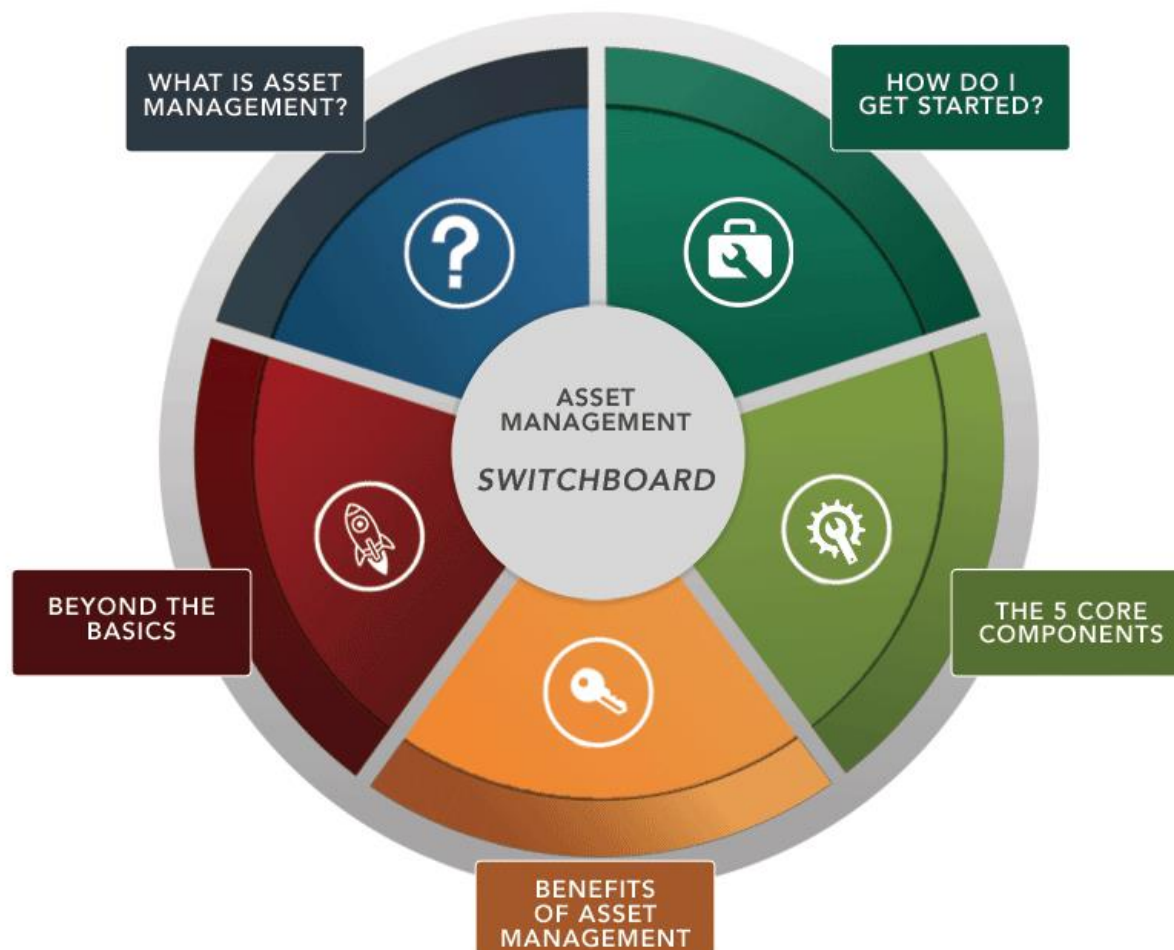 WHAT IS ASSET
MANAGEMENT?
HOW DO I
GET STARTED?
ASSET
MANAGEMENT
SWITCHBOARD
BEYOND THE
BASICS
THE 5 CORE
COMPONENTS
BENEFITS
OF ASSET
MANAGEMENT